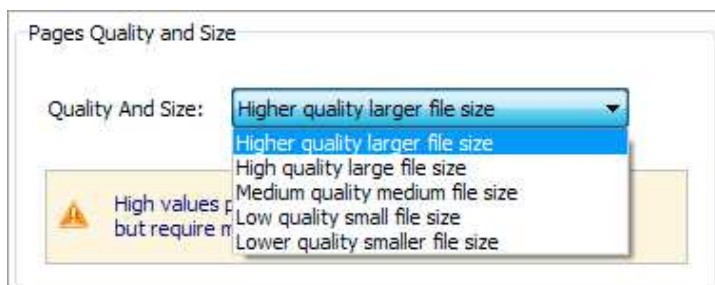 Pages Quality and Size
Quality And Size: Higher quality larger file size
Higher quality larger file size
High quality large file size
Medium quality medium file size
Low quality small file size
Lower quality smaller file size
High values
but require